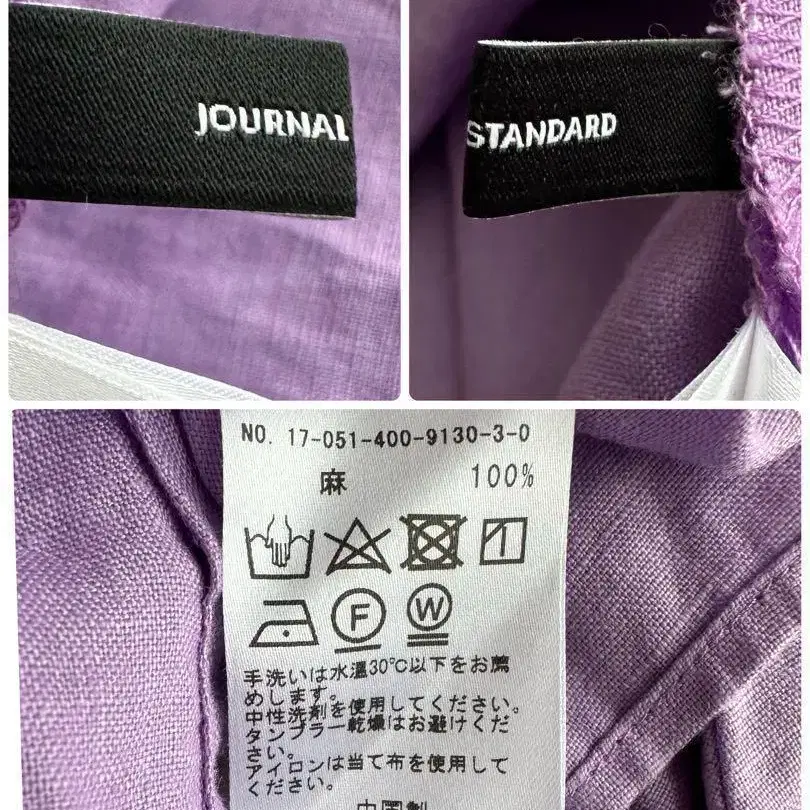 JOURNAL
STANDARD
NO. 17-051-400-9130-3-0
麻 100%
F W
手洗いは水温30℃以下をお薦
めします。
中性洗剤を使用してください。
タンブラー乾燥はお避けくだ
さい。
アイロンは当て布を使用して
ください。
中国製